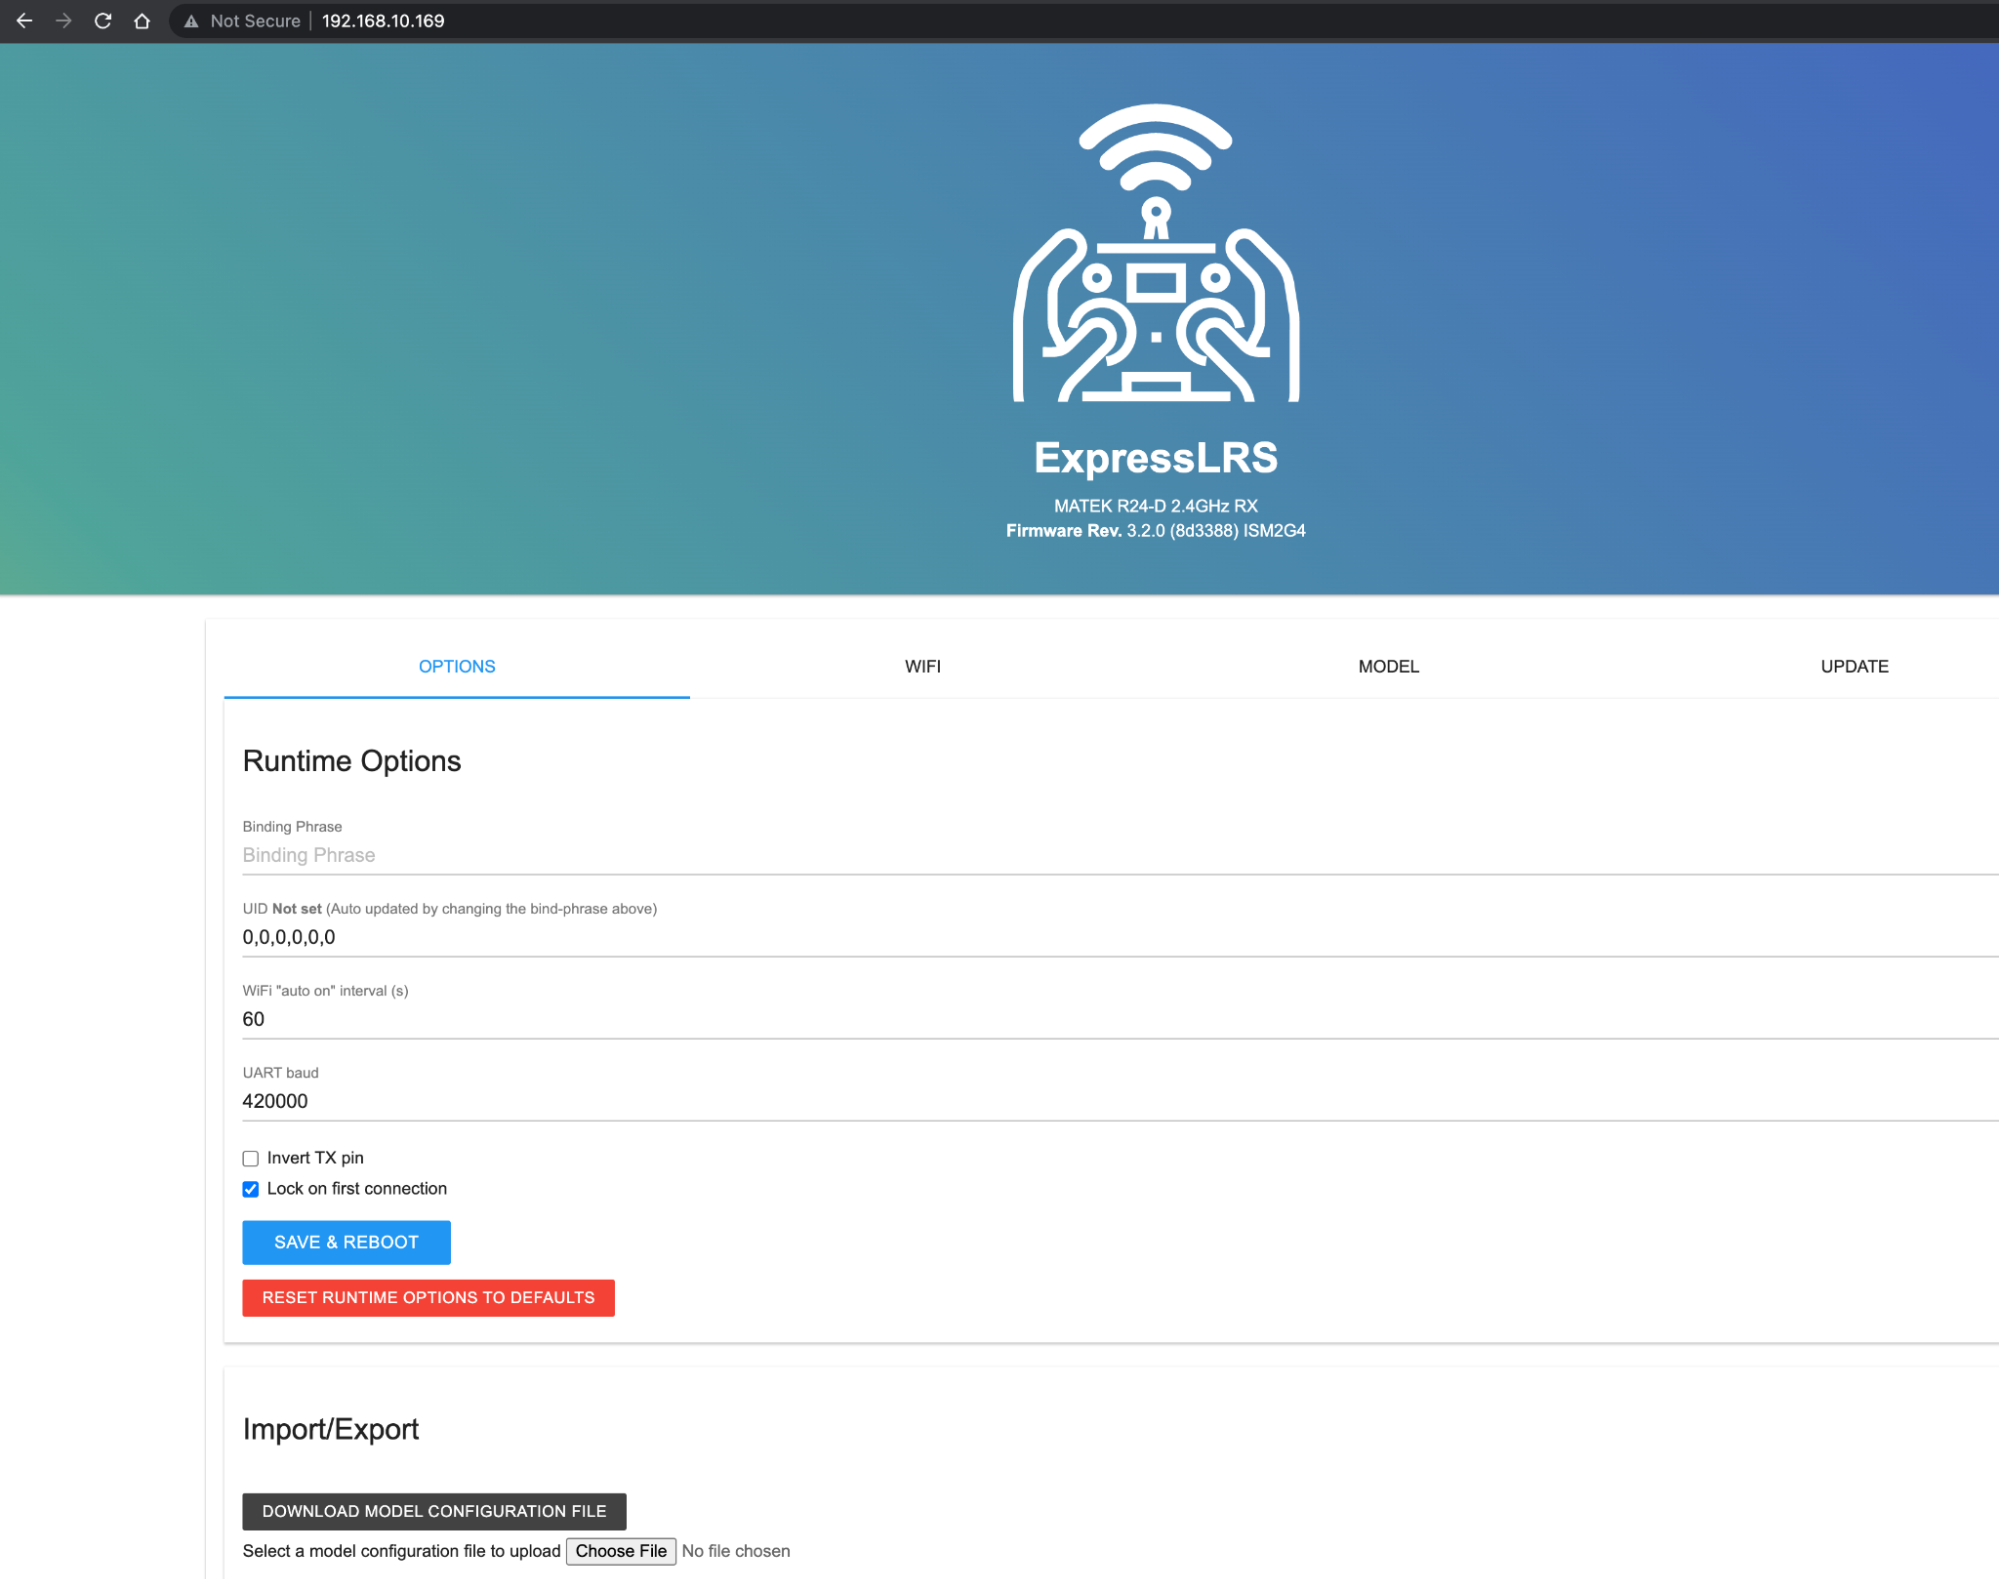 Not Secure | 192.168.10.169
ExpressLRS
MATEK R24-D 2.4GHz RX
Firmware Rev. 3.2.0 (8d3388) ISM2G4
OPTIONS WIFI MODEL UPDATE
Runtime Options
Binding Phrase
Binding Phrase
UID Not set (Auto updated by changing the bind-phrase above)
0,0,0,0,0,0
WiFi "auto on" interval (s)
60
UART baud
420000
Invert TX pin
Lock on first connection
SAVE & REBOOT
RESET RUNTIME OPTIONS TO DEFAULTS
Import/Export
DOWNLOAD MODEL CONFIGURATION FILE
Select a model configuration file to upload Choose File No file chosen